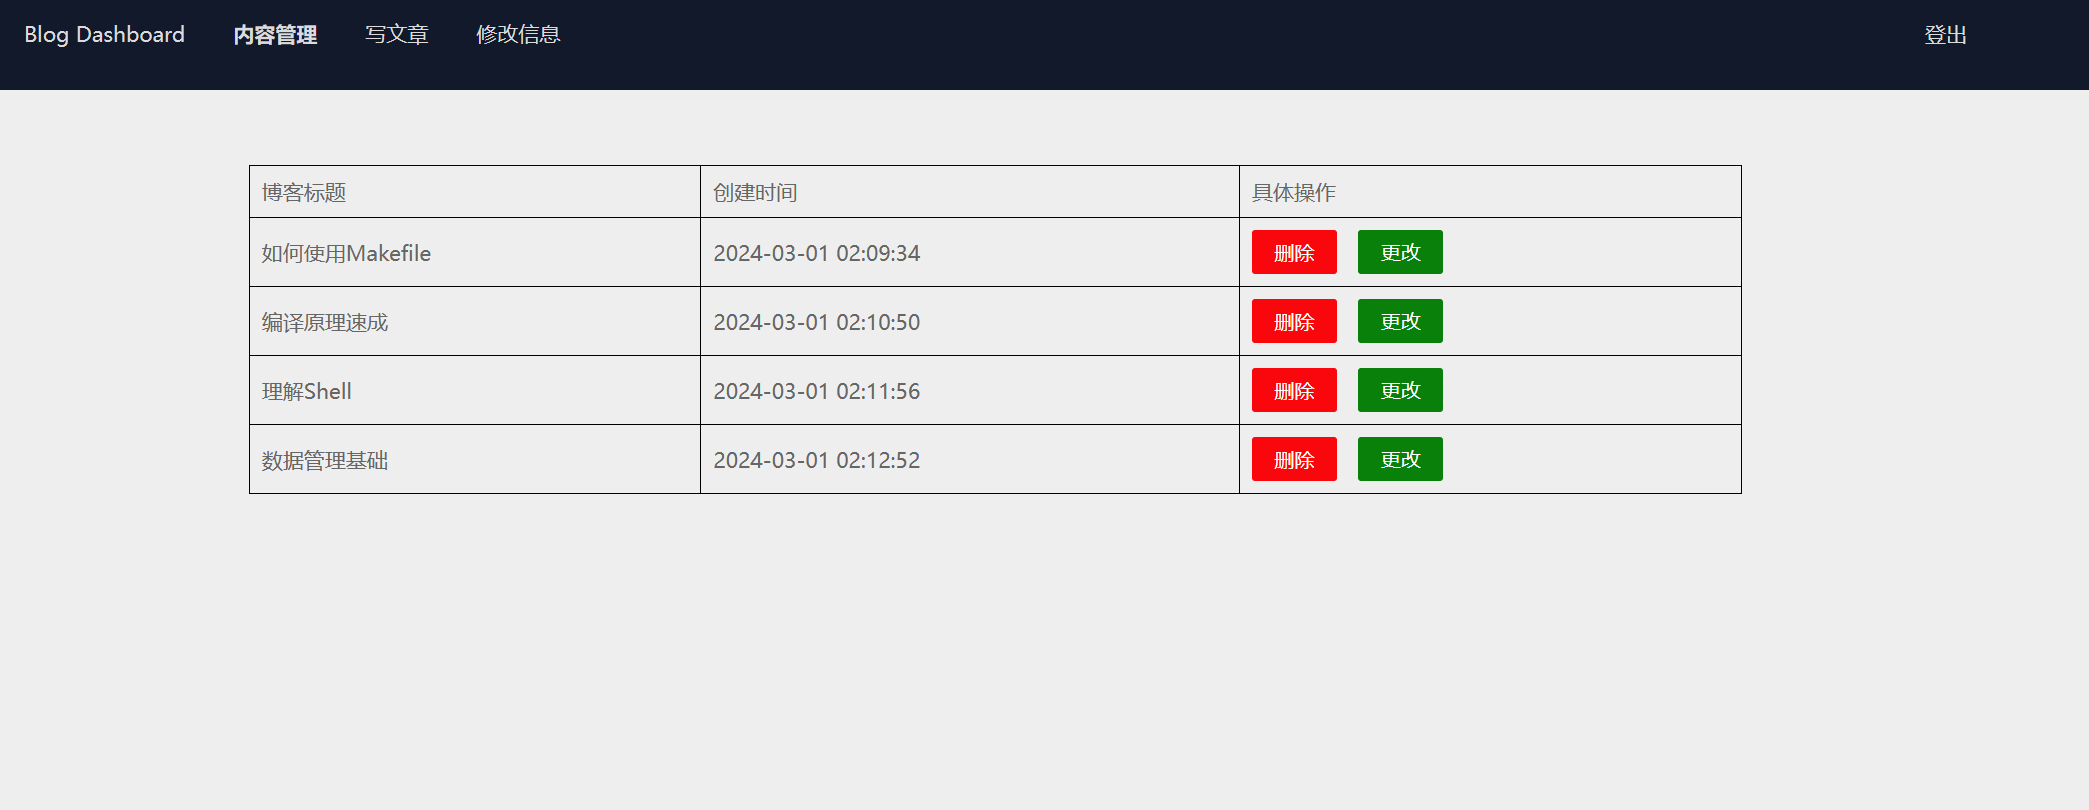 Blog Dashboard 内容管理 写文章 修改信息 登出
博客标题 创建时间 具体操作
如何使用Makefile 2024-03-01 02:09:34 删除 更改
编译原理速成 2024-03-01 02:10:50 删除 更改
理解Shell 2024-03-01 02:11:56 删除 更改
数据管理基础 2024-03-01 02:12:52 删除 更改